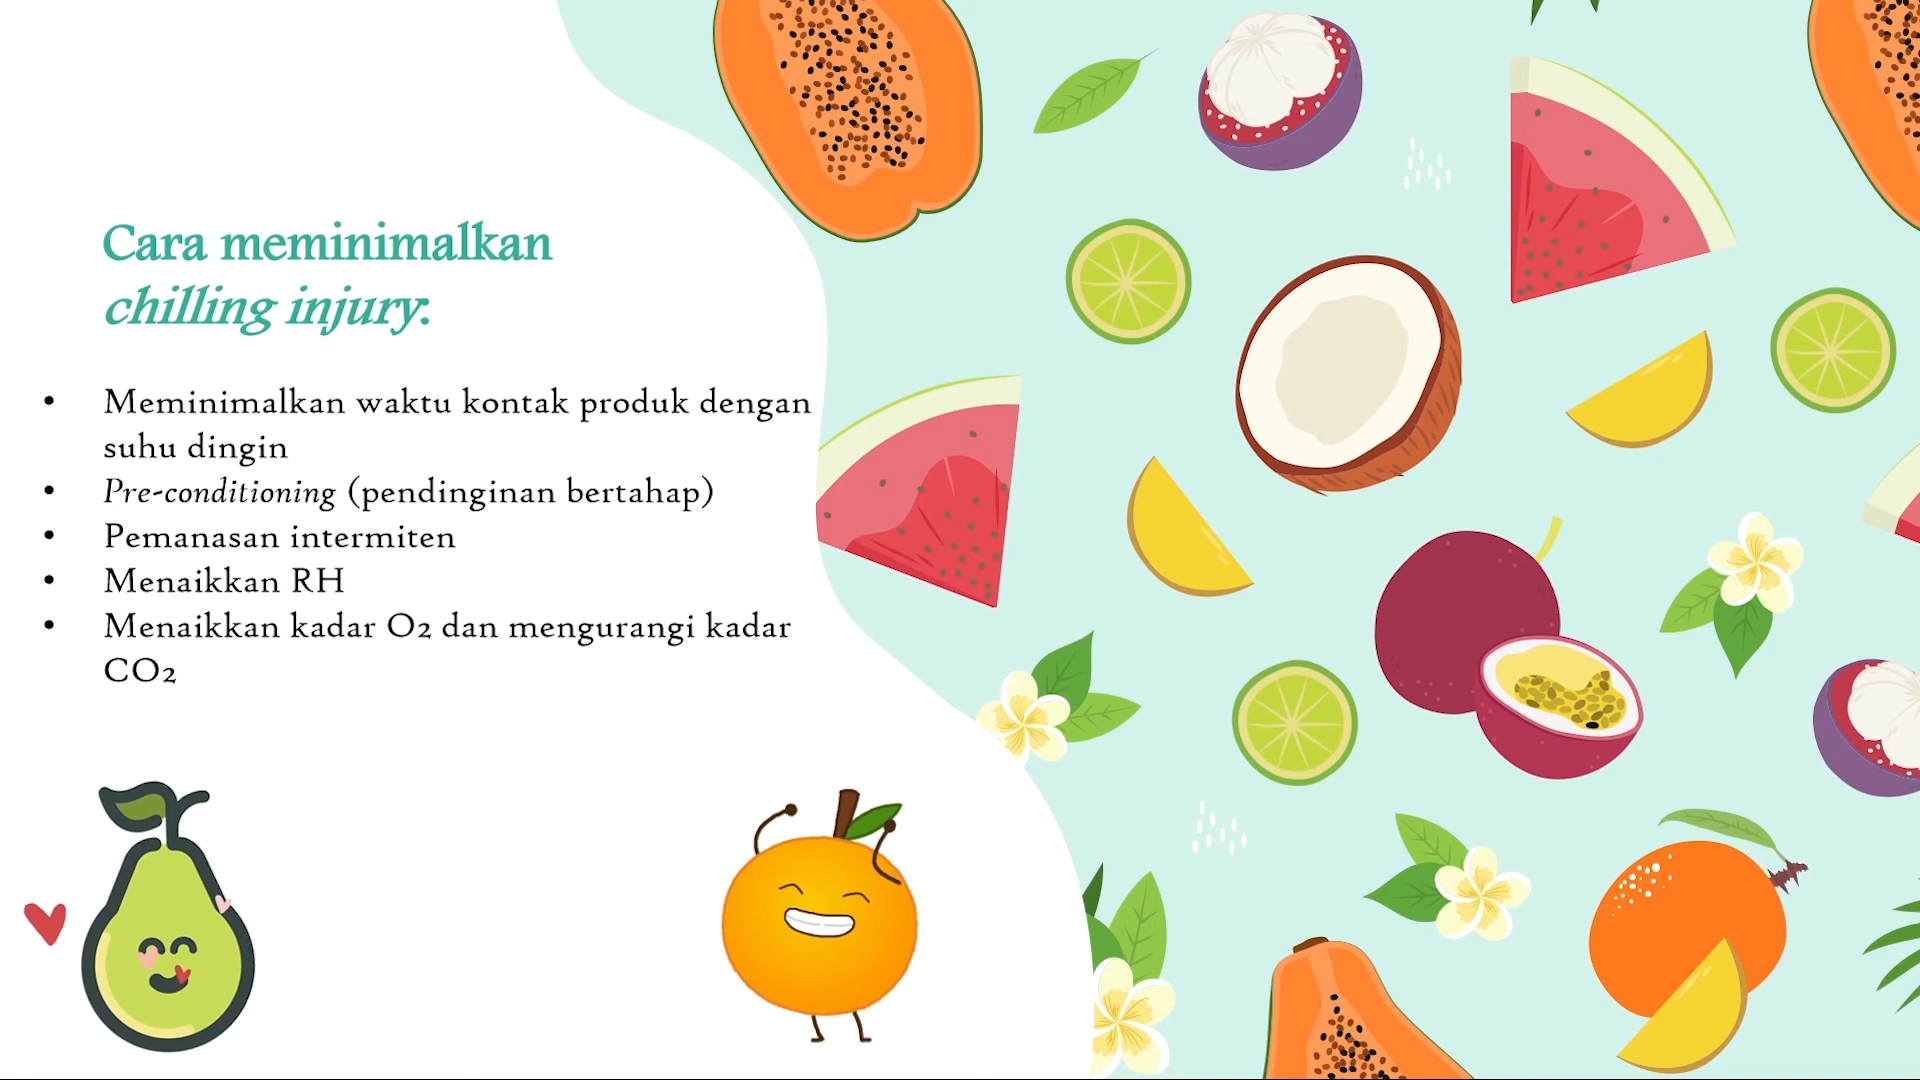 Cara meminimalkan
chilling injury:
• Meminimalkan waktu kontak produk dengan
suhu dingin
• Pre-conditioning (pendinginan bertahap)
• Pemanasan intermiten
• Menaikkan RH
• Menaikkan kadar O2 dan mengurangi kadar
CO2